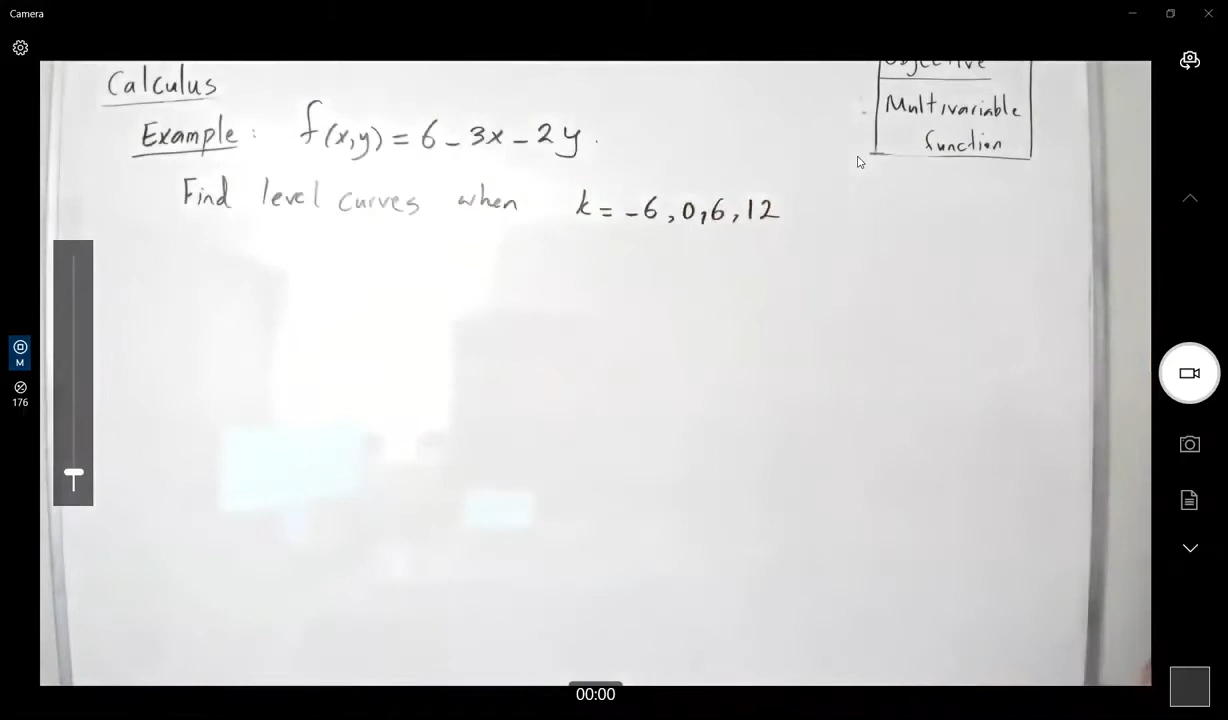 Camera
Calculus
Objective
Example: f(x,y) = 6 - 3x - 2y.
Multivariable
function
Find level curves when k = -6, 0, 6, 12
M
176
00:00